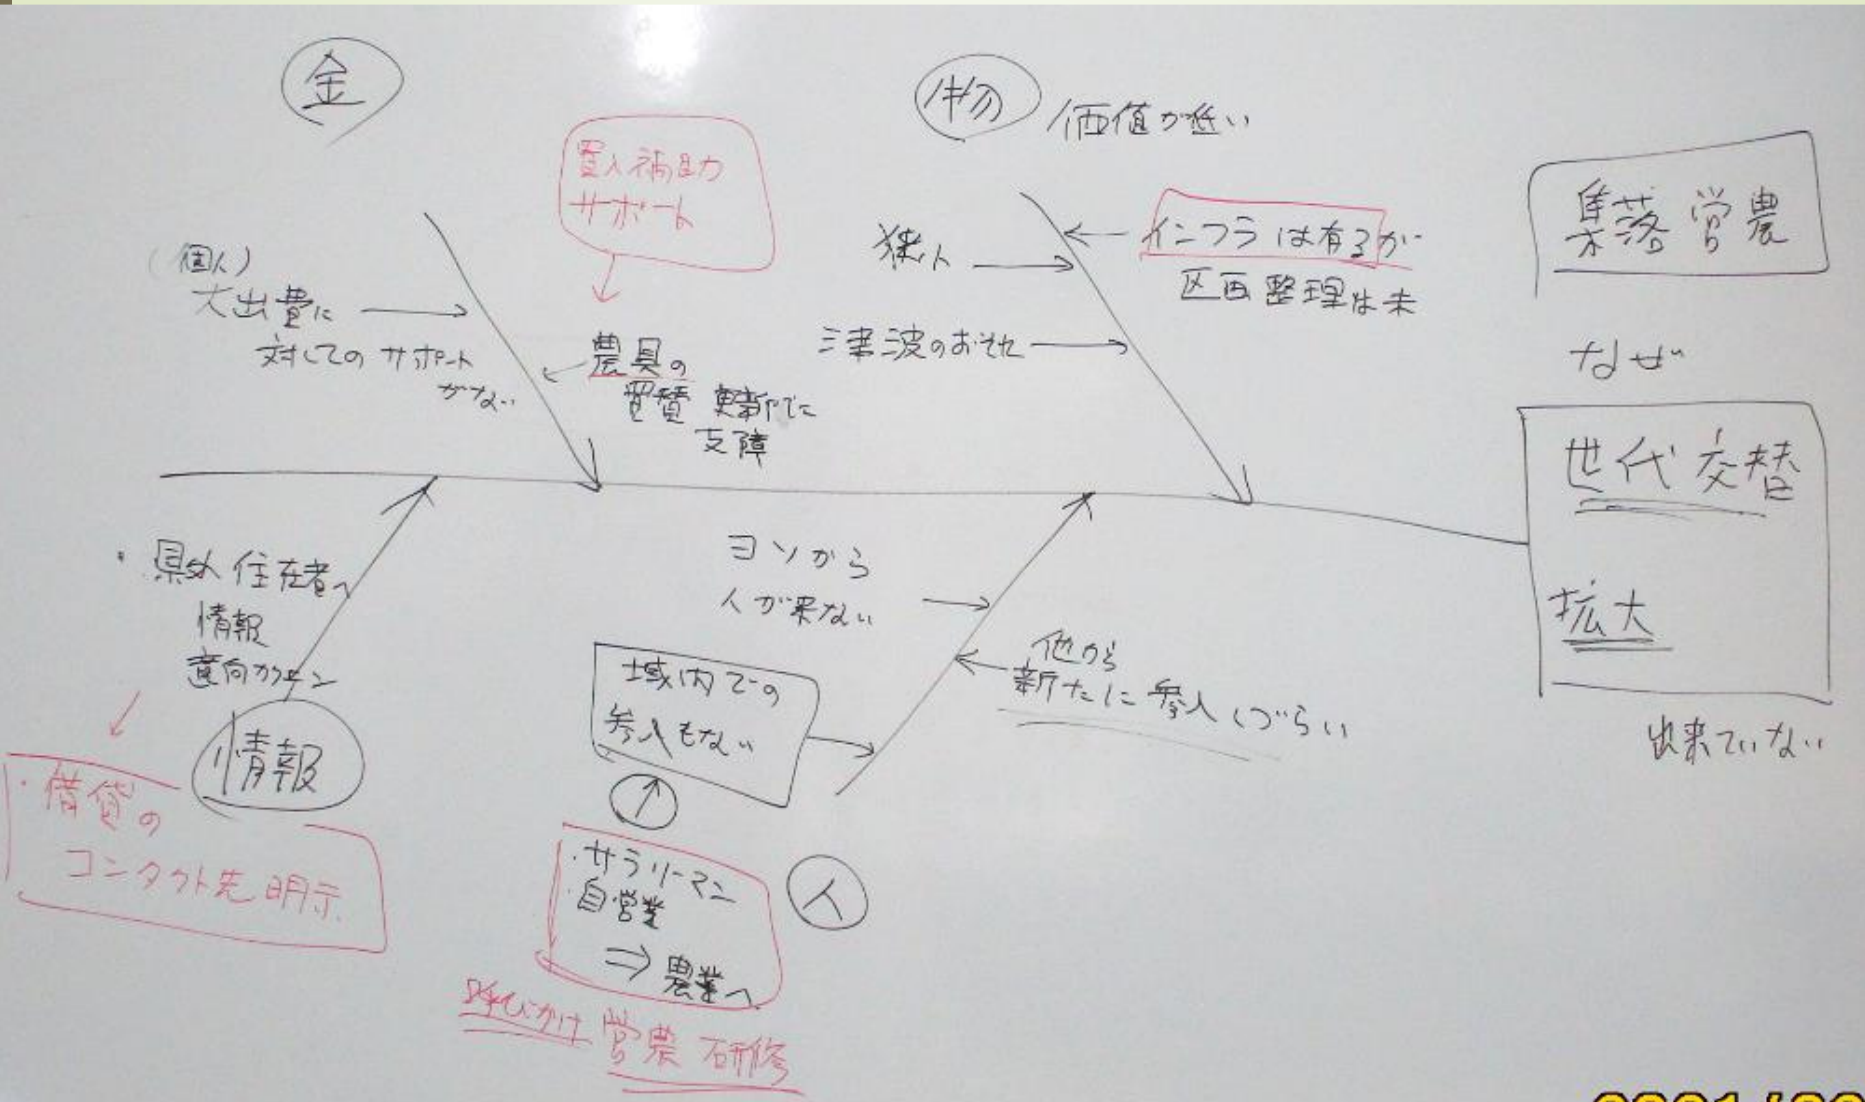 金
物
価値が低い
集落営農
なぜ
世代交替
拡大
出来ていない
サポート
(個人)
大出費に
対してのサポート
がない
農具の
更新でに
支障
狭い
津波のおそれ
インフラは有るが
区画整理は未
・県外住在者へ
情報
意向カクニン
情報
・借貸の
コンタクト先明示
ヨソから
人が来ない
域内での
参入もない
他から
新たに参入しづらい
・サラリーマン
・自営業
⇒農業へ
人
呼びかけ 営農研修